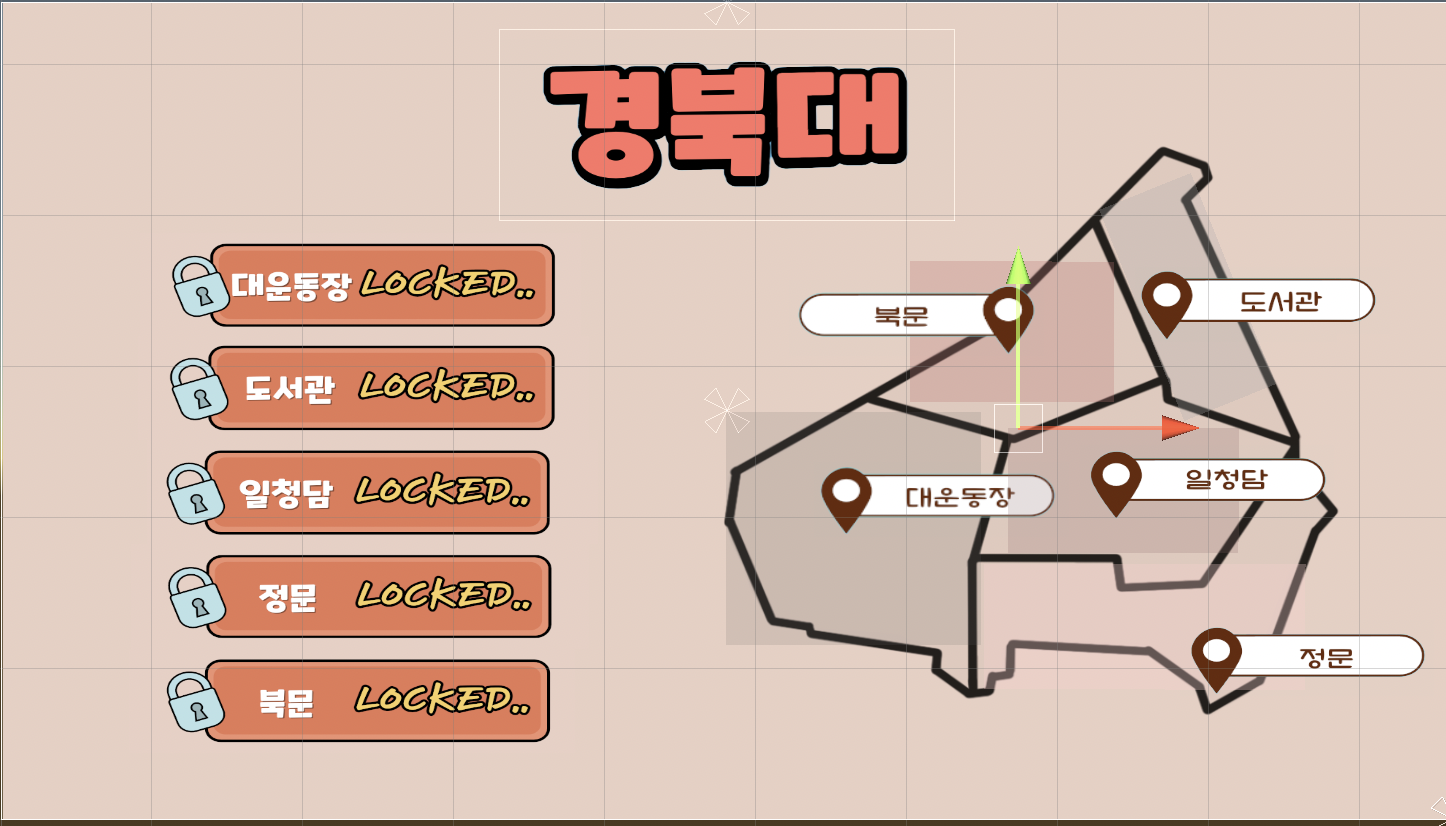 경북대
대운동장 LOCKED..
도서관 LOCKED..
일청담 LOCKED..
정문 LOCKED..
북문 LOCKED..
북문
도서관
대운동장
일청담
정문